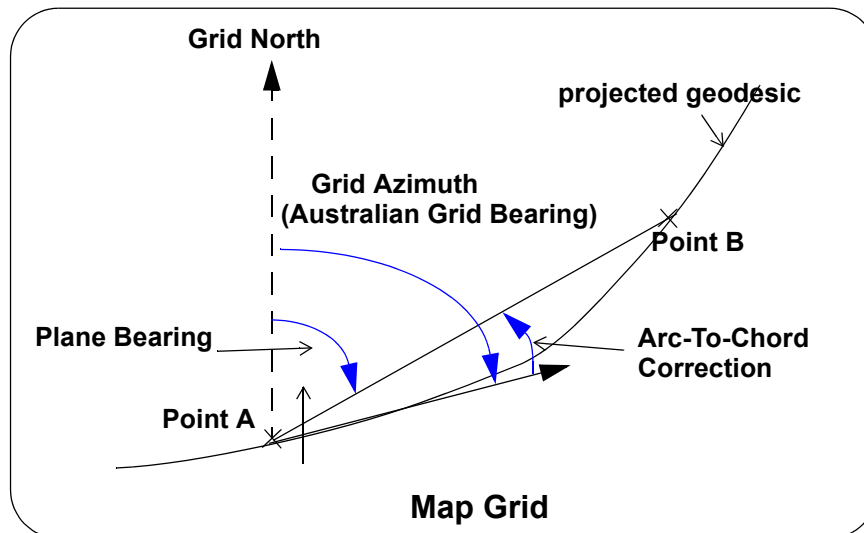 Grid North
projected geodesic
Grid Azimuth
(Australian Grid Bearing)
Point B
Plane Bearing
Arc-To-Chord
Correction
Point A
Map Grid